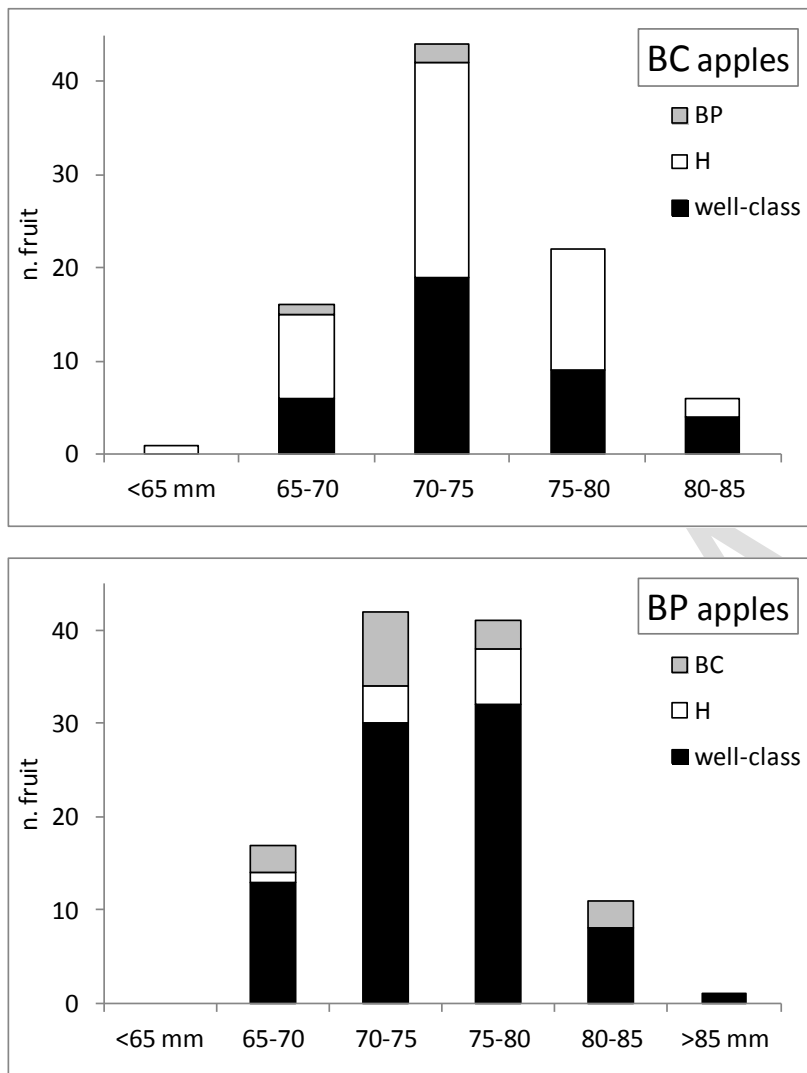 BC apples
BP
H
well-class
n. fruit
40
30
20
10
0
<65 mm 65-70 70-75 75-80 80-85
BP apples
BC
H
well-class
n. fruit
40
30
20
10
0
<65 mm 65-70 70-75 75-80 80-85 >85 mm